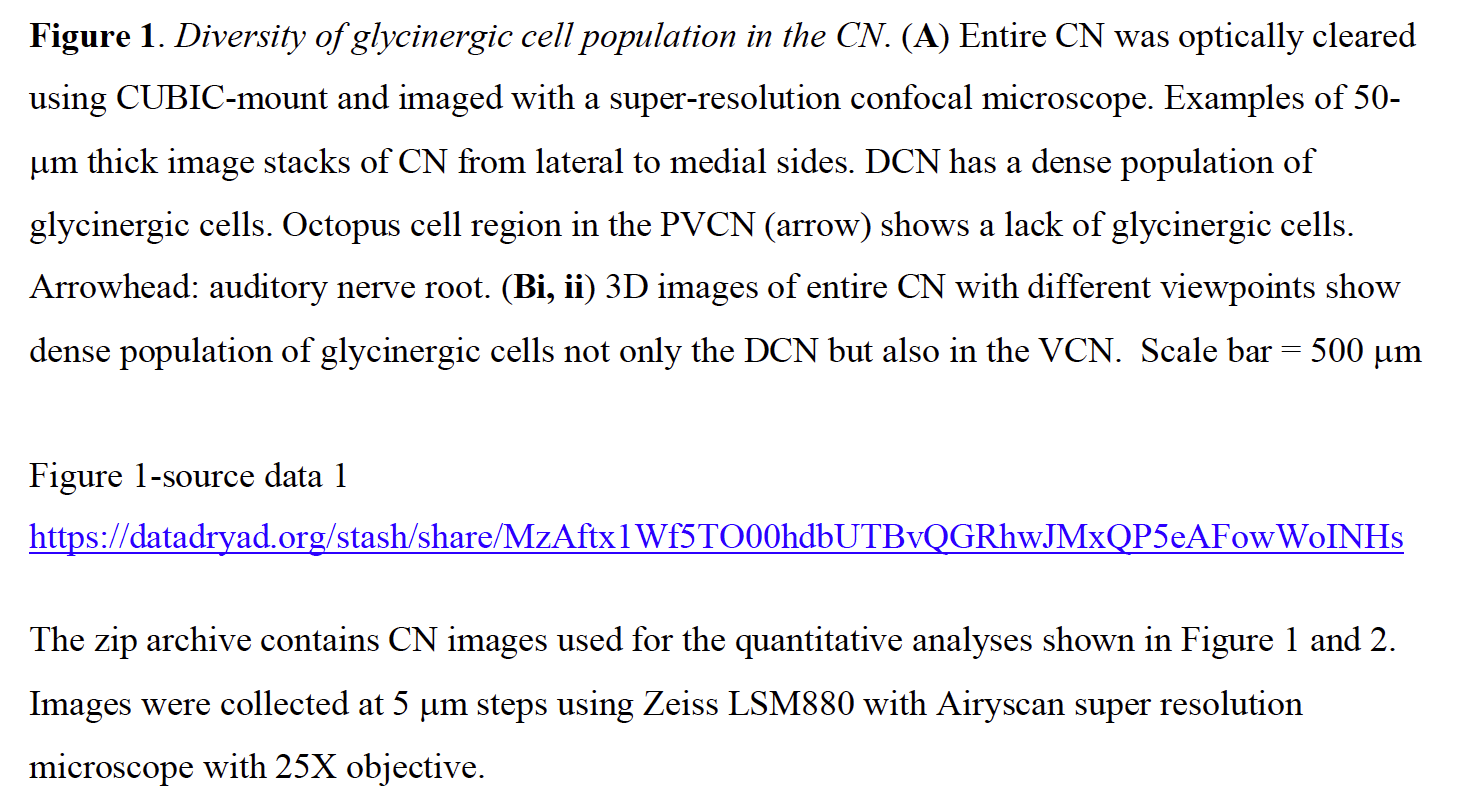 Figure 1. Diversity of glycinergic cell population in the CN. (A) Entire CN was optically cleared
using CUBIC-mount and imaged with a super-resolution confocal microscope. Examples of 50-
μm thick image stacks of CN from lateral to medial sides. DCN has a dense population of
glycinergic cells. Octopus cell region in the PVCN (arrow) shows a lack of glycinergic cells.
Arrowhead: auditory nerve root. (Bi, ii) 3D images of entire CN with different viewpoints show
dense population of glycinergic cells not only the DCN but also in the VCN.  Scale bar = 500 μm
Figure 1-source data 1
https://datadryad.org/stash/share/MzAftx1Wf5TO00hdbUTBvQGRhwJMxQP5eAFowWoINHs
The zip archive contains CN images used for the quantitative analyses shown in Figure 1 and 2.
Images were collected at 5 μm steps using Zeiss LSM880 with Airyscan super resolution
microscope with 25X objective.